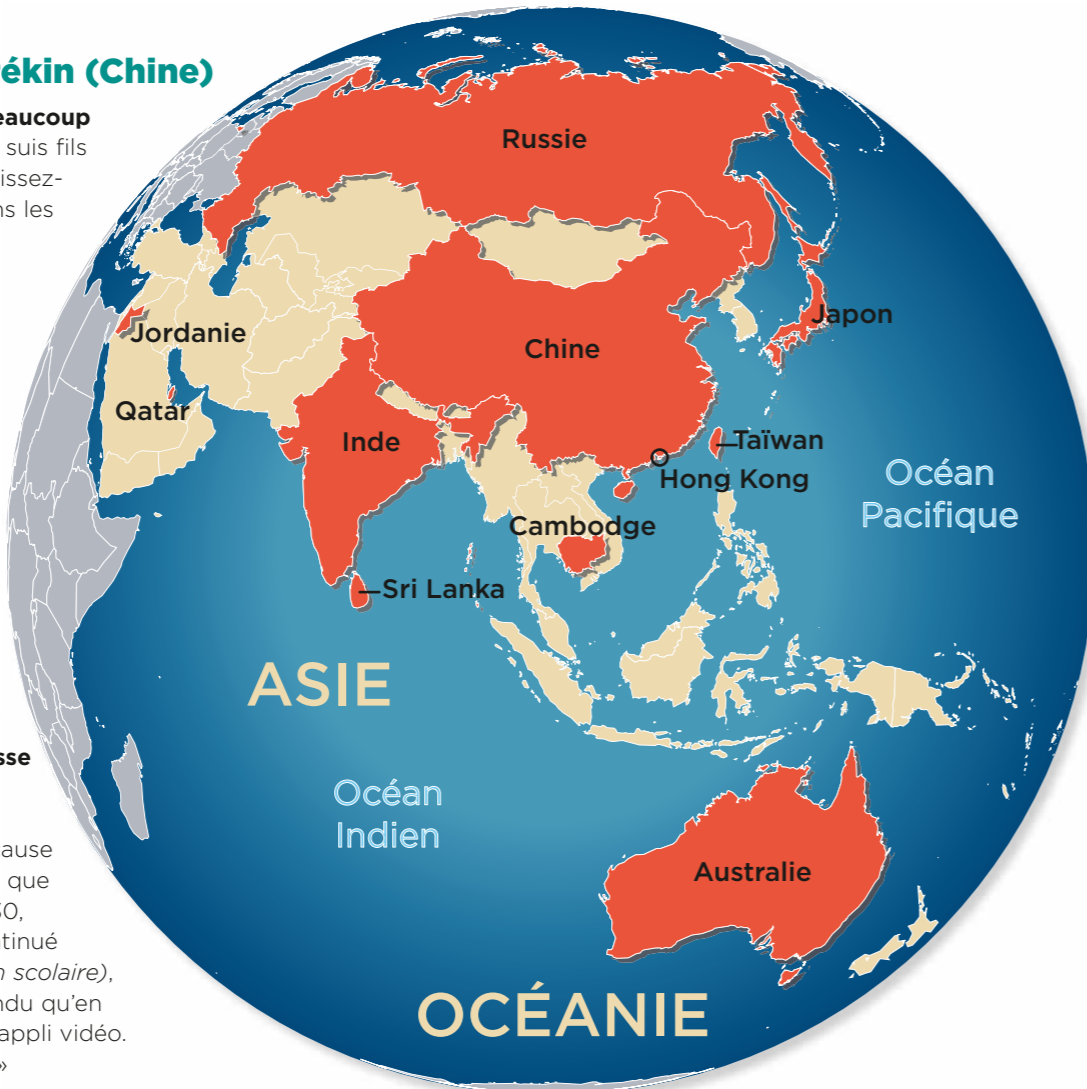 ékin (Chine)
eaucoup
suis fils
issez-
ns les
sse
ause
que
50,
tinué
n scolaire),
ndu qu'en
appli vidéo.
»
Russie
Japon
Jordanie
Chine
Qatar
Inde
Taïwan
Hong Kong
Océan
Pacifique
Cambodge
Sri Lanka
ASIE
Océan
Indien
Australie
OCÉANIE